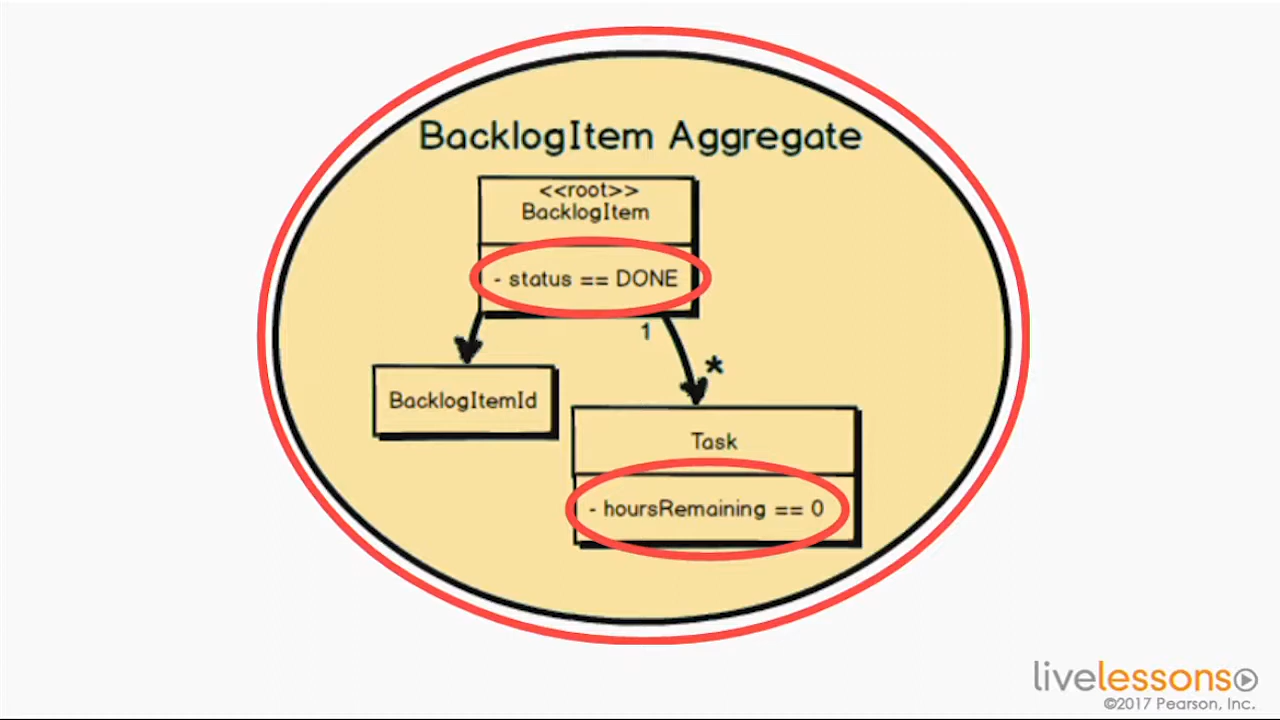 BacklogItem Aggregate
<<root>>
BacklogItem
- status == DONE
1
*
BacklogItemId
Task
- hoursRemaining == 0
livelessons
©2017 Pearson, Inc.